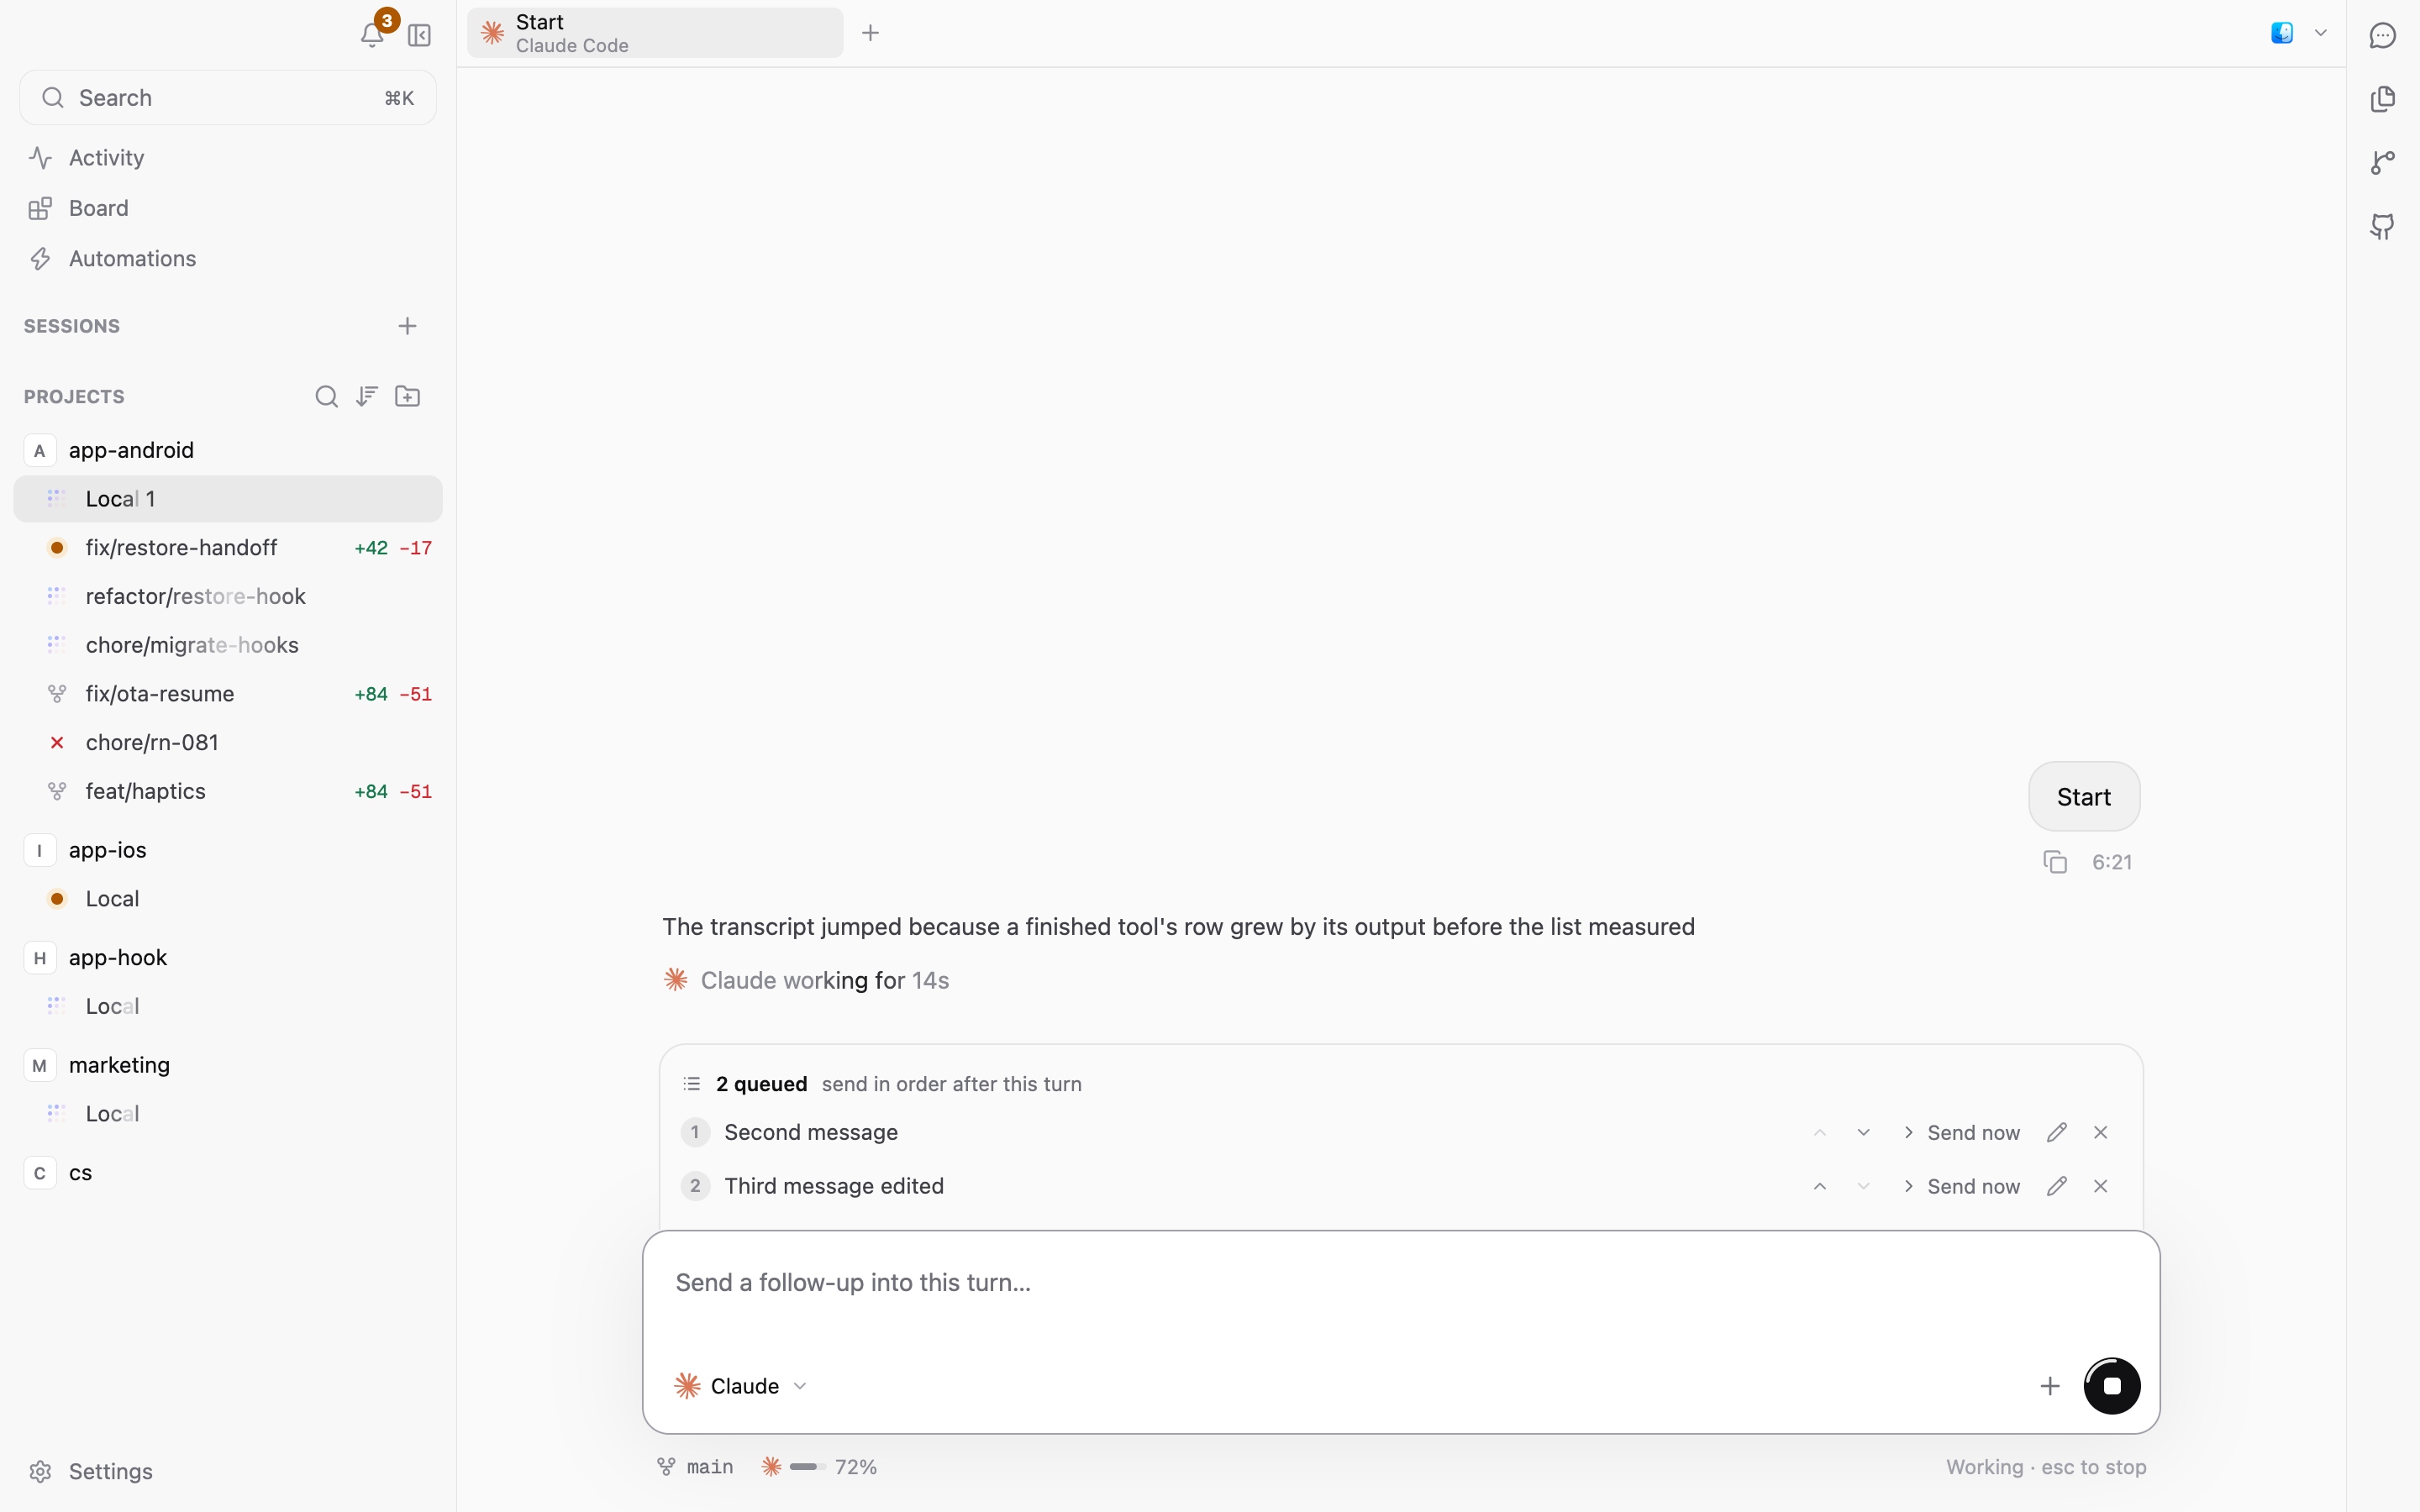 3
Search ⌘K
Activity
Board
Automations
SESSIONS
PROJECTS
A app-android
Local 1
fix/restore-handoff +42 −17
refactor/restore-hook
chore/migrate-hooks
fix/ota-resume +84 −51
chore/rn-081
feat/haptics +84 −51
I app-ios
Local
H app-hook
Local
M marketing
Local
C cs
Settings
Start
Claude Code
Start
6:21
The transcript jumped because a finished tool's row grew by its output before the list measured
Claude working for 14s
2 queued send in order after this turn
1 Second message Send now
2 Third message edited Send now
Send a follow-up into this turn...
Claude
main 72% Working · esc to stop